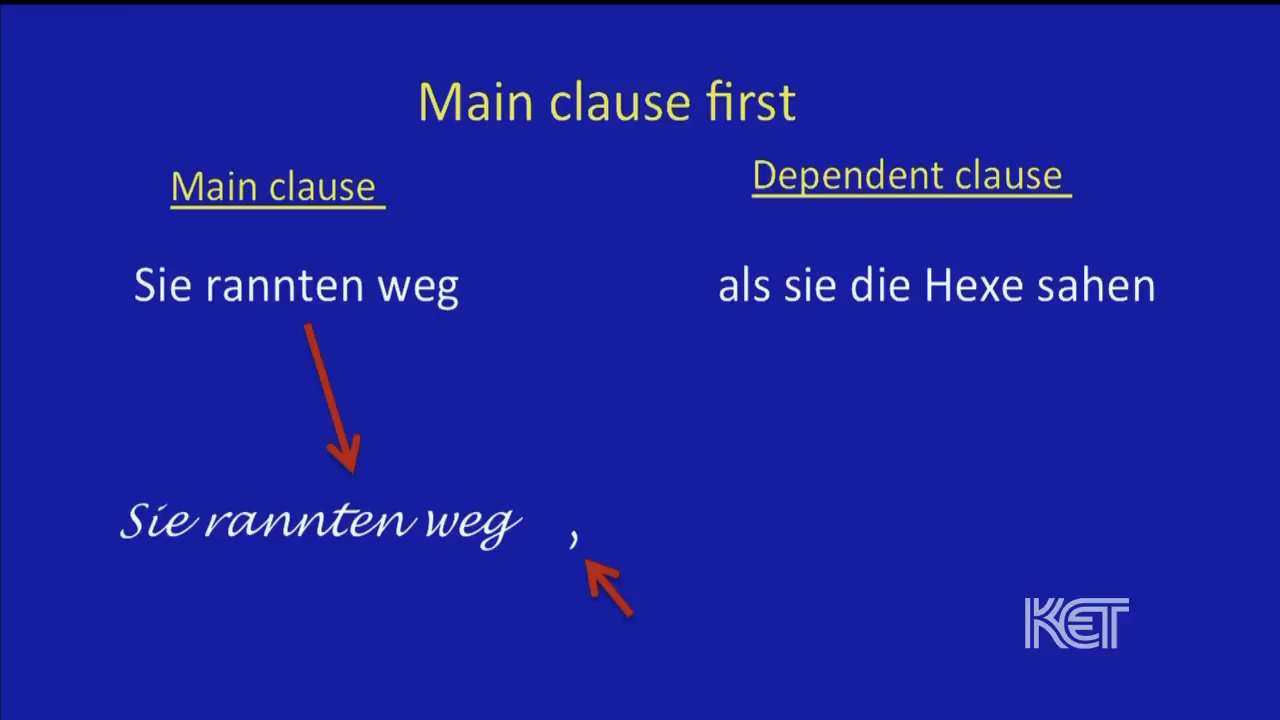 Main clause first
Main clause
Dependent clause
Sie rannten weg
als sie die Hexe sahen
Sie rannten weg ,
KET